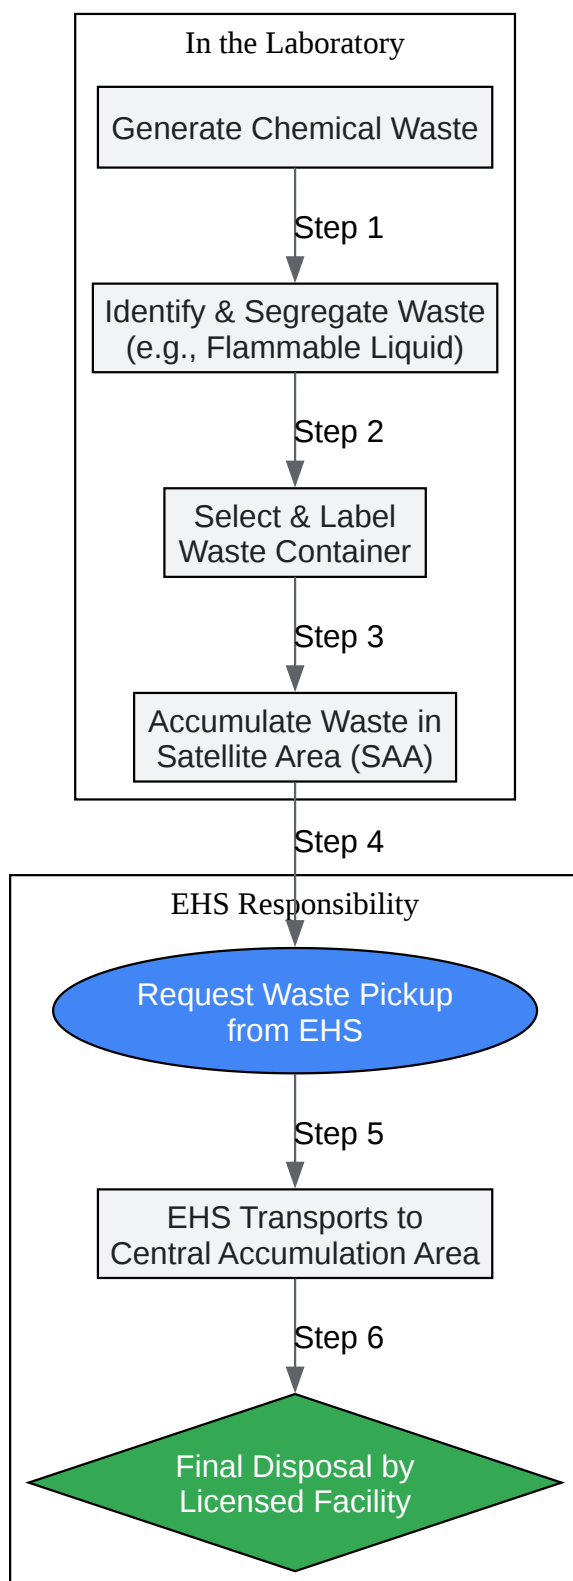 In the Laboratory
Generate Chemical Waste
Step 1
Identify & Segregate Waste
(e.g., Flammable Liquid)
Step 2
Select & Label
Waste Container
Step 3
Accumulate Waste in
Satellite Area (SAA)
Step 4
EHS Responsibility
Request Waste Pickup
from EHS
Step 5
EHS Transports to
Central Accumulation Area
Step 6
Final Disposal by
Licensed Facility